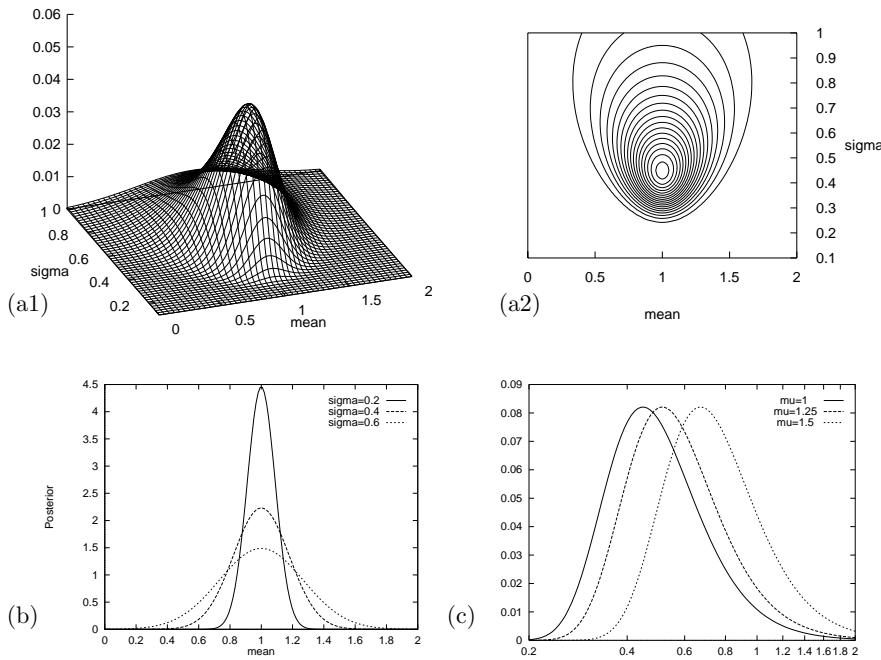 0.06
0.05
0.04
0.03
0.02
0.01
0
1
0.8
0.6
0.4
0.2
sigma
0
0.5
1
1.5
2
mean
(a1)
1
0.9
0.8
0.7
0.6
0.5
0.4
0.3
0.2
0.1
sigma
0
0.5
1
1.5
2
mean
(a2)
4.5
4
3.5
3
2.5
2
1.5
1
0.5
0
Posterior
sigma=0.2
sigma=0.4
sigma=0.6
0 0.2 0.4 0.6 0.8 1 1.2 1.4 1.6 1.8 2
mean
(b)
0.09
0.08
0.07
0.06
0.05
0.04
0.03
0.02
0.01
0
mu=1
mu=1.25
mu=1.5
0.2 0.4 0.6 0.8 1 1.2 1.4 1.6 1.8 2
(c)